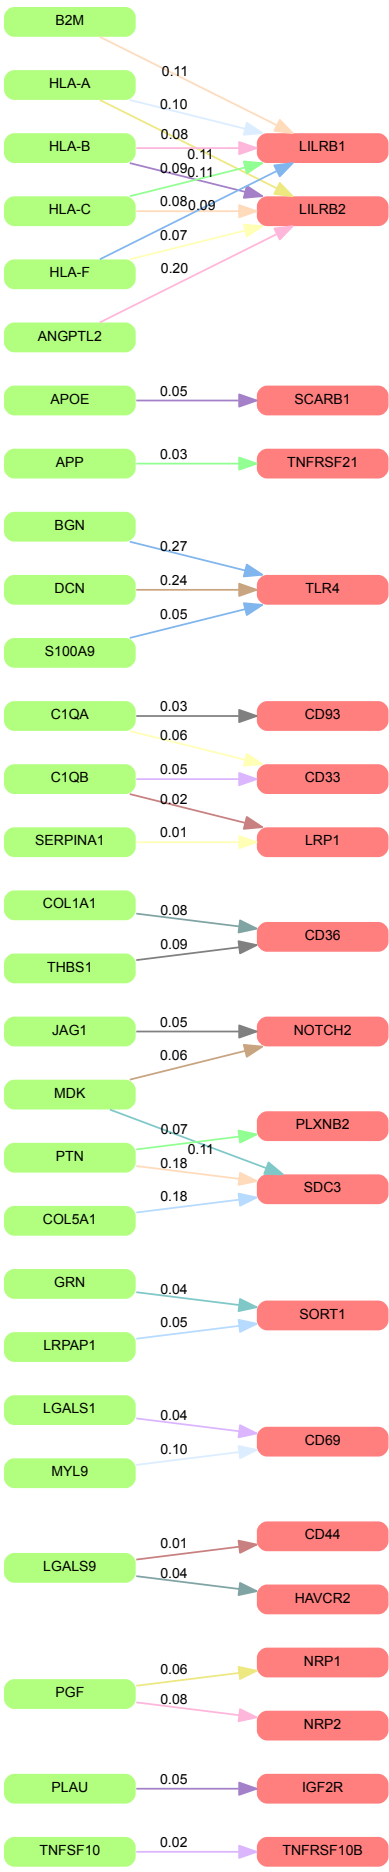 B2M
0.11
HLA-A
0.10
HLA-B
0.08
LILRB1
0.11
0.09
0.11
HLA-C
0.08
0.09
LILRB2
0.07
HLA-F
0.20
ANGPTL2
APOE
0.05
SCARB1
APP
0.03
TNFRSF21
BGN
0.27
DCN
0.24
TLR4
0.05
S100A9
C1QA
0.03
CD93
0.06
C1QB
0.05
CD33
0.02
SERPINA1
0.01
LRP1
COL1A1
0.08
CD36
0.09
THBS1
JAG1
0.05
NOTCH2
0.06
MDK
PLXNB2
0.07
0.11
PTN
0.18
SDC3
0.18
COL5A1
GRN
0.04
SORT1
0.05
LRPAP1
LGALS1
0.04
CD69
0.10
MYL9
CD44
0.01
LGALS9
0.04
HAVCR2
NRP1
0.06
PGF
0.08
NRP2
PLAU
0.05
IGF2R
TNFSF10
0.02
TNFRSF10B